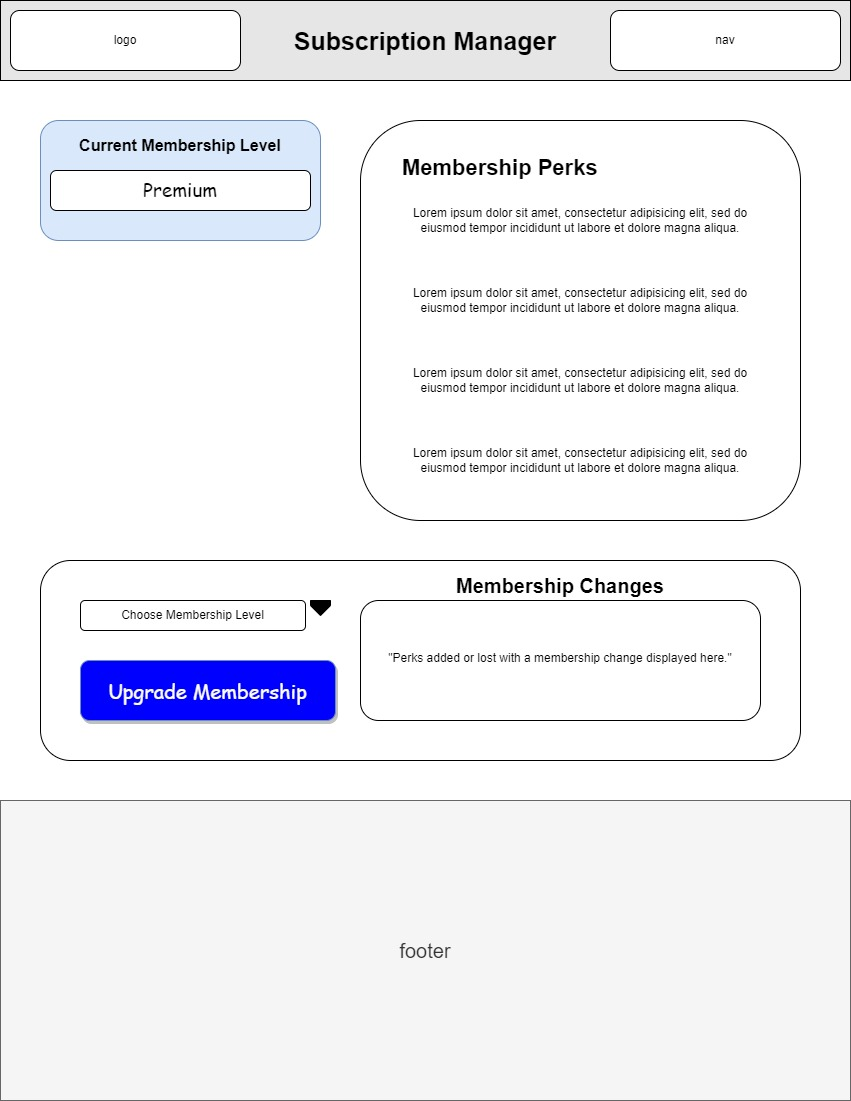 logo
Subscription Manager
nav
Current Membership Level
Premium
Membership Perks
Lorem ipsum dolor sit amet, consectetur adipisicing elit, sed do
eiusmod tempor incididunt ut labore et dolore magna aliqua.
Lorem ipsum dolor sit amet, consectetur adipisicing elit, sed do
eiusmod tempor incididunt ut labore et dolore magna aliqua.
Lorem ipsum dolor sit amet, consectetur adipisicing elit, sed do
eiusmod tempor incididunt ut labore et dolore magna aliqua.
Lorem ipsum dolor sit amet, consectetur adipisicing elit, sed do
eiusmod tempor incididunt ut labore et dolore magna aliqua.
Choose Membership Level
Upgrade Membership
Membership Changes
"Perks added or lost with a membership change displayed here."
footer